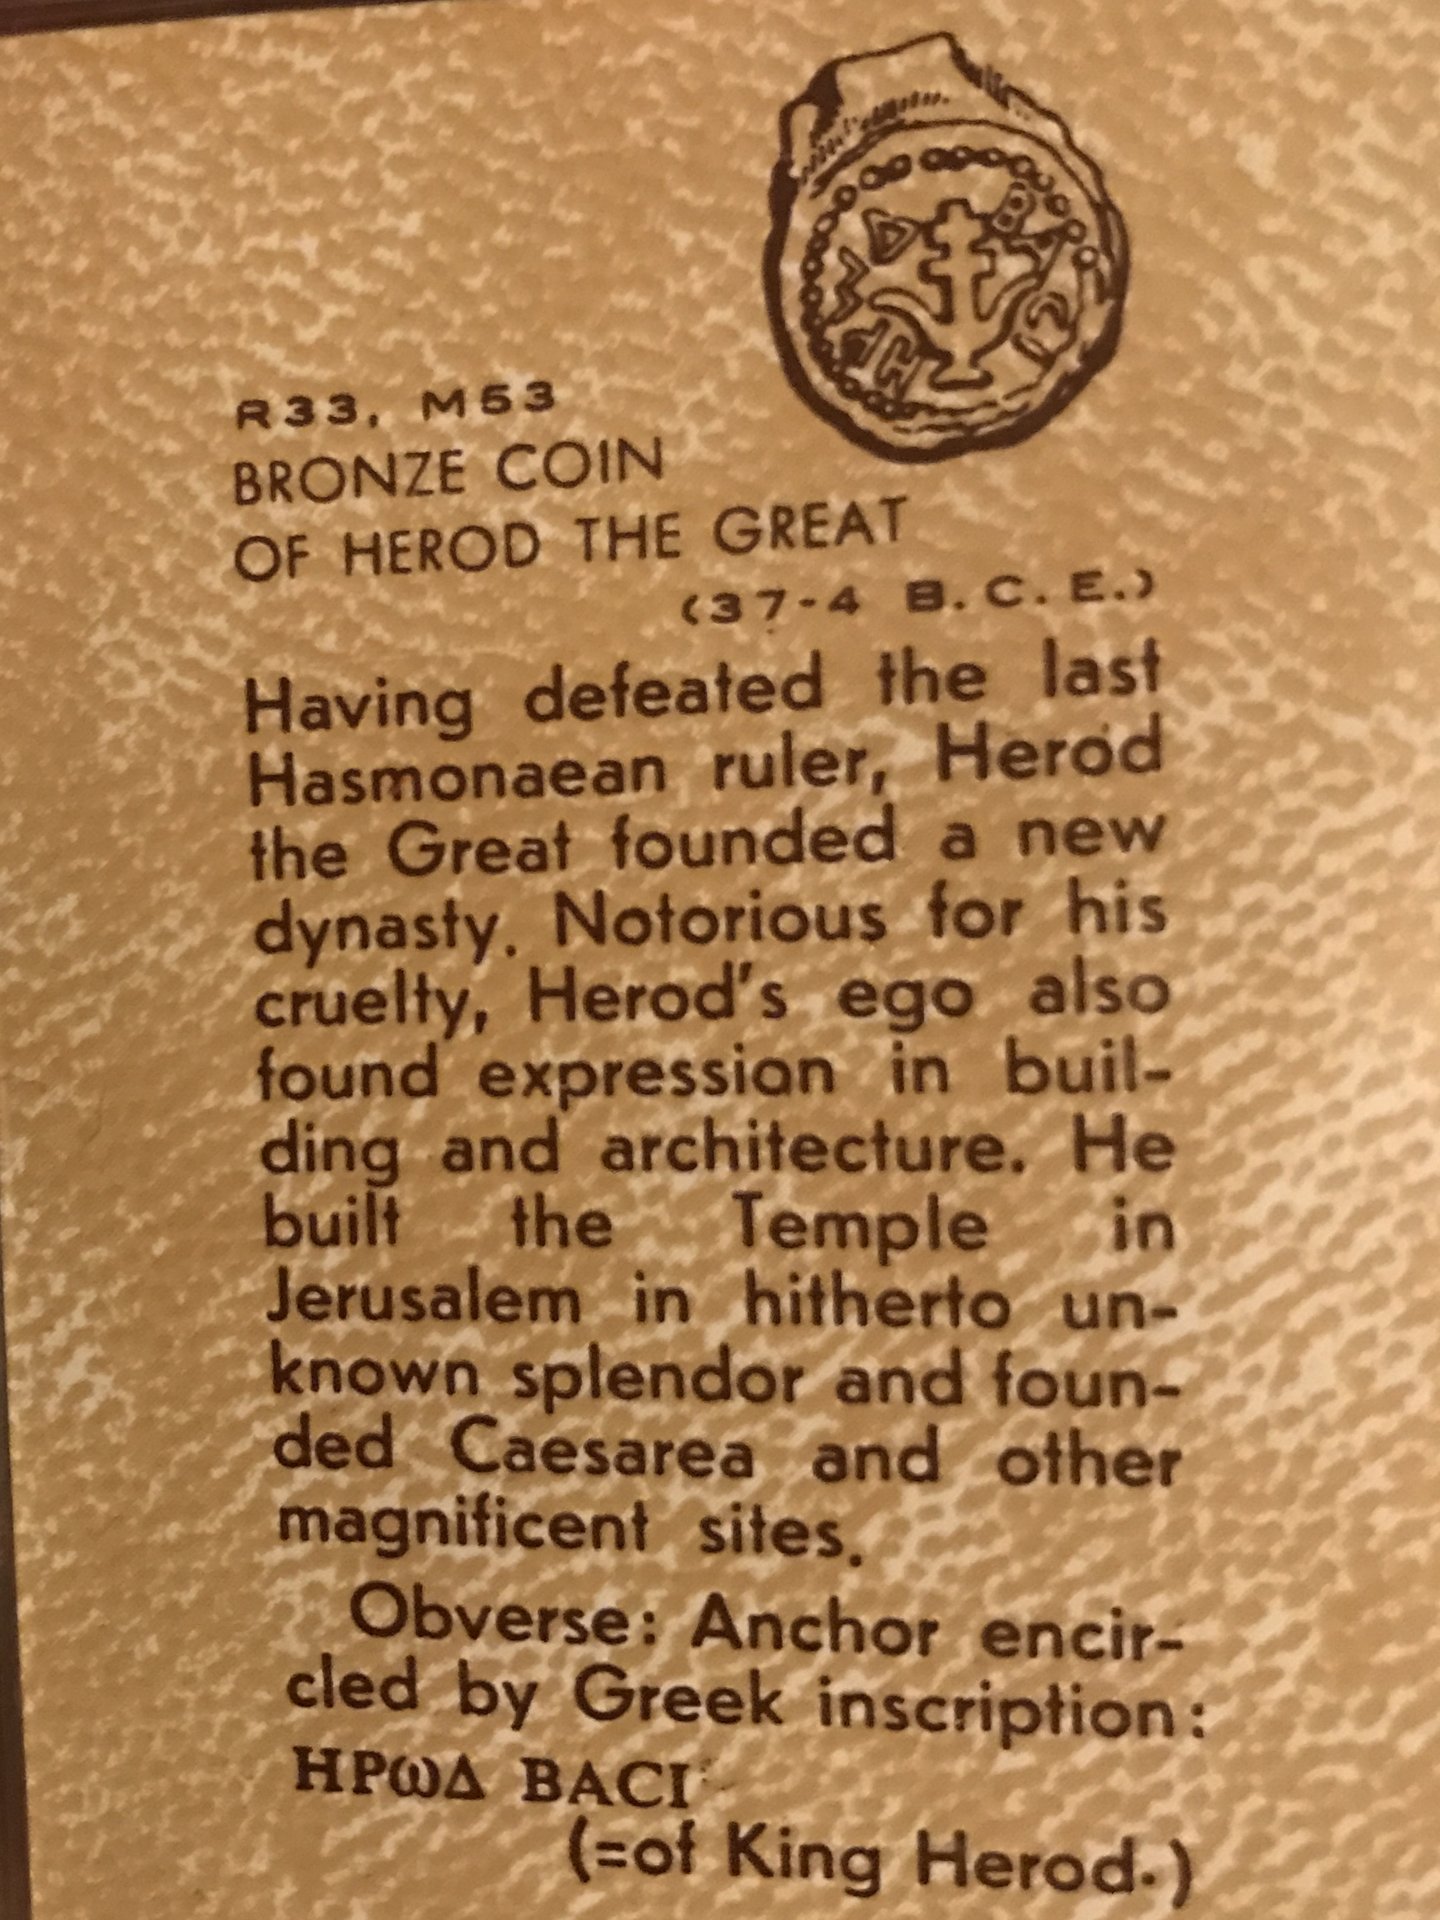 R33, M53
BRONZE COIN
OF HEROD THE GREAT
(37-4 B.C.E.)
Having defeated the last
Hasmonaean ruler, Herod
the Great founded a new
dynasty. Notorious for his
cruelty, Herod's ego also
found expression in buil-
ding and architecture. He
built the Temple in
Jerusalem in hitherto un-
known splendor and foun-
ded Caesarea and other
magnificent sites.
Obverse: Anchor encir-
cled by Greek inscription:
ΗΡωΔ ΒΑCΙ
(=of King Herod.)